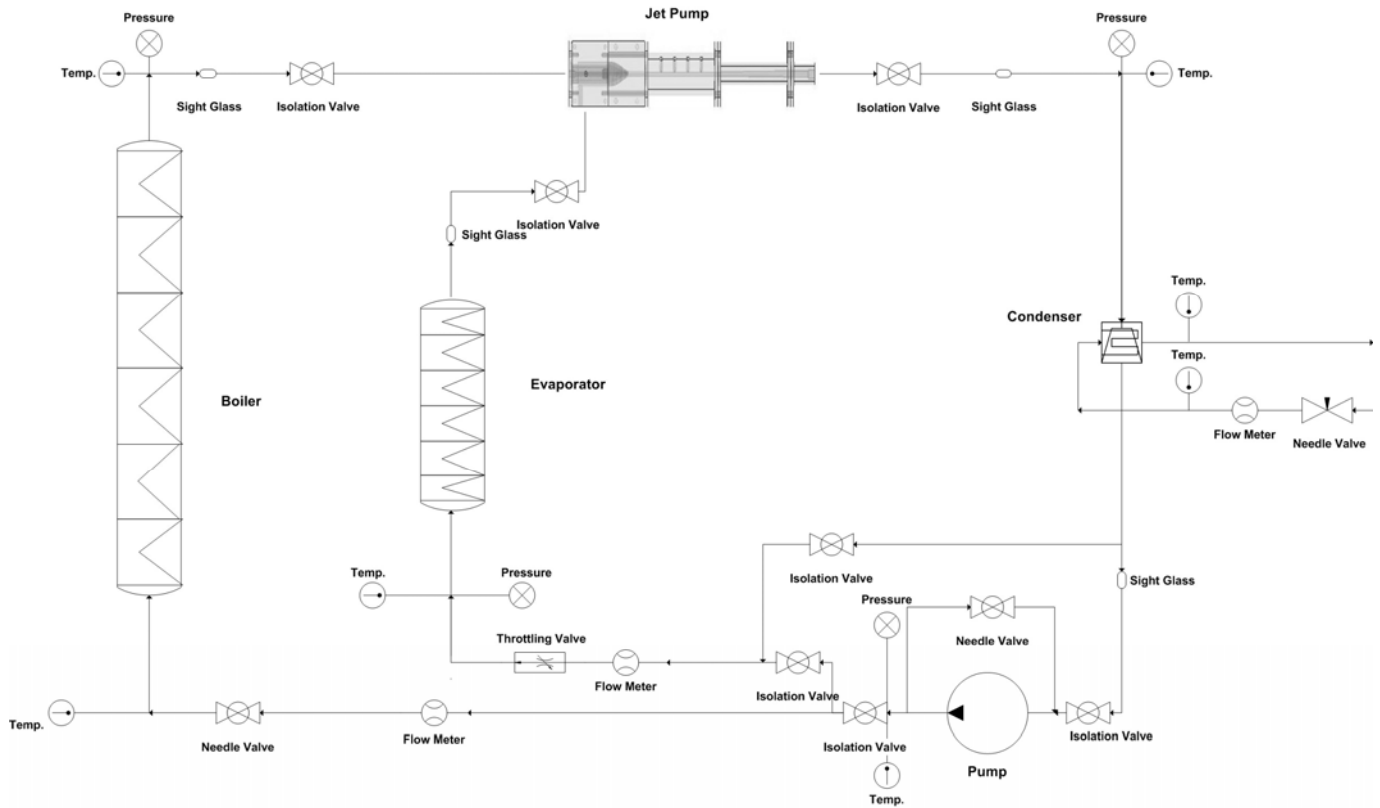 Jet Pump
Pressure
Pressure
Temp.
Temp.
Sight Glass
Isolation Valve
Isolation Valve
Sight Glass
Isolation Valve
Sight Glass
Temp.
Condenser
Temp.
Evaporator
Boiler
Flow Meter
Needle Valve
Temp.
Pressure
Isolation Valve
Sight Glass
Pressure
Throttling Valve
Needle Valve
Flow Meter
Isolation Valve
Temp.
Needle Valve
Flow Meter
Isolation Valve
Isolation Valve
Pump
Temp.